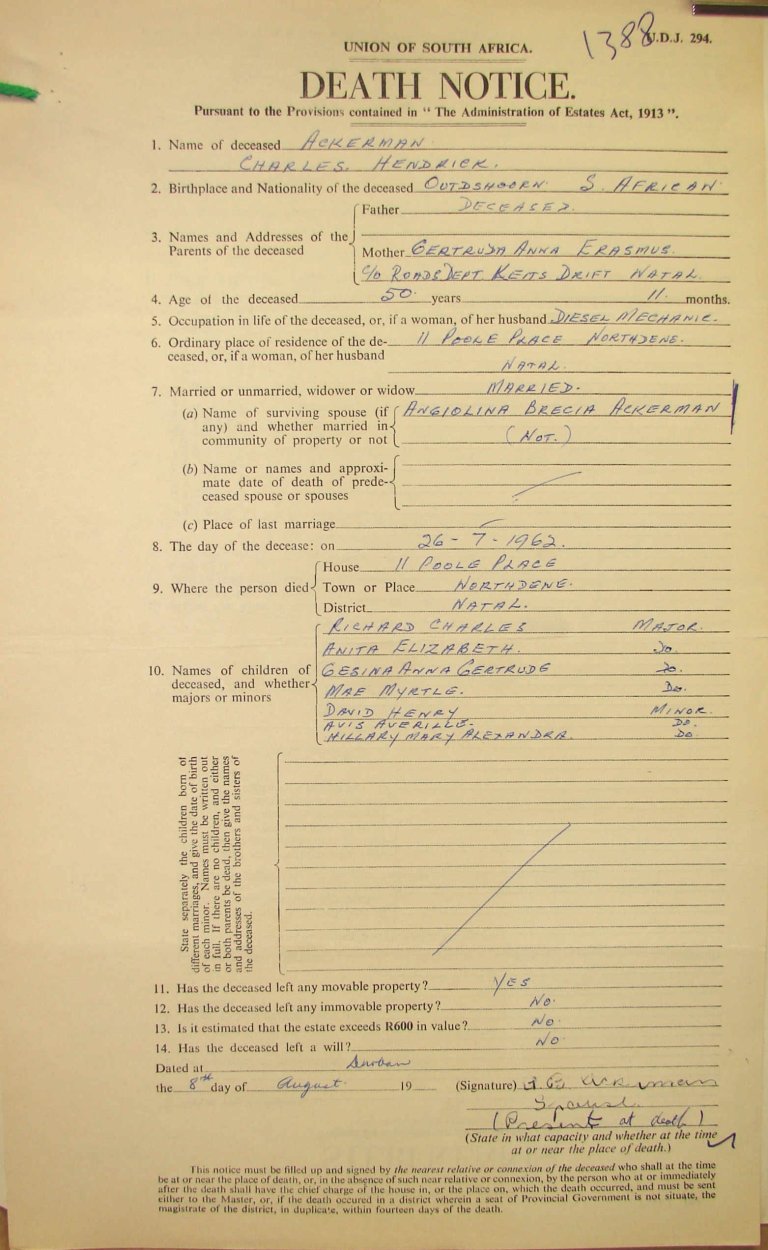 1388
U.D.J. 294.
UNION OF SOUTH AFRICA.
DEATH NOTICE.
Pursuant to the Provisions contained in "The Administration of Estates Act, 1913".
1. Name of deceased ACKERMAN
CHARLES. HENDRICK.
2. Birthplace and Nationality of the deceased OUTDSHOORN. S. AFRICAN
3. Names and Addresses of the Parents of the deceased
Father DECEASED.
Mother GERTRUDA ANNA ERASMUS.
C/O ROADS DEPT KEITS DRIFT NATAL
4. Age of the deceased 50. years 11. months.
5. Occupation in life of the deceased, or, if a woman, of her husband DIESEL MECHANIC.
6. Ordinary place of residence of the de- 11 POOLE PLACE NORTHDENE.
ceased, or, if a woman, of her husband
NATAL.
7. Married or unmarried, widower or widow MARRIED.
(a) Name of surviving spouse (if ANGIOLINA BRECIA ACKERMAN
any) and whether married in
community of property or not (NOT.)
(b) Name or names and approxi-
mate date of death of prede-
ceased spouse or spouses
(c) Place of last marriage
8. The day of the decease: on 26-7-1962.
9. Where the person died
House 11 POOLE PLACE
Town or Place NORTHDENE.
District NATAL.
10. Names of children of
deceased, and whether
majors or minors
RICHARD CHARLES MAJOR.
ANITA ELIZABETH. Do.
GESINA ANNA GERTRUDE Do.
MAE MYRTLE. Do.
DAVID HENRY MINOR.
AVIS AVERILLE. Do.
HILLARY MARY ALEXANDRA. Do.
State separately the children born of
different marriages, and give the date of birth
of each minor. Names must be written out
in full. If there are no children, and either
or both parents be dead, then give the names
and addresses of the brothers and sisters of
the deceased.
11. Has the deceased left any movable property? YES
12. Has the deceased left any immovable property? NO.
13. Is it estimated that the estate exceeds R600 in value? NO.
14. Has the deceased left a will? NO.
Dated at Durban
the 8th day of August 19 (Signature) A B Ackerman
(Present at death)
(State in what capacity and whether at the time
at or near the place of death.)
This notice must be filled up and signed by the nearest relative or connexion of the deceased who shall at the time
be at or near the place of death, or, in the absence of such near relative or connexion, by the person who at or immediately
after the death shall have the chief charge of the house in, or the place on, which the death occurred, and must be sent
either to the Master, or, if the death occured in a district wherein a seat of Provincial Government is not situate, the
magistrate of the district, in duplicate, within fourteen days of the death.